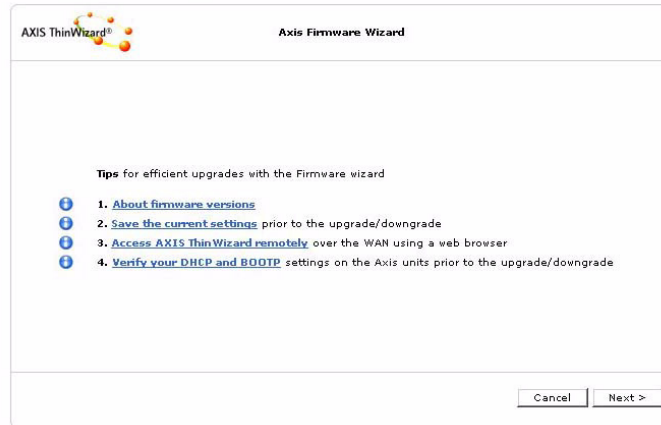 AXIS ThinWizard®
Axis Firmware Wizard
Tips for efficient upgrades with the Firmware wizard
1. About firmware versions
2. Save the current settings prior to the upgrade/downgrade
3. Access AXIS ThinWizard remotely over the WAN using a web browser
4. Verify your DHCP and BOOTP settings on the Axis units prior to the upgrade/downgrade
Cancel Next >